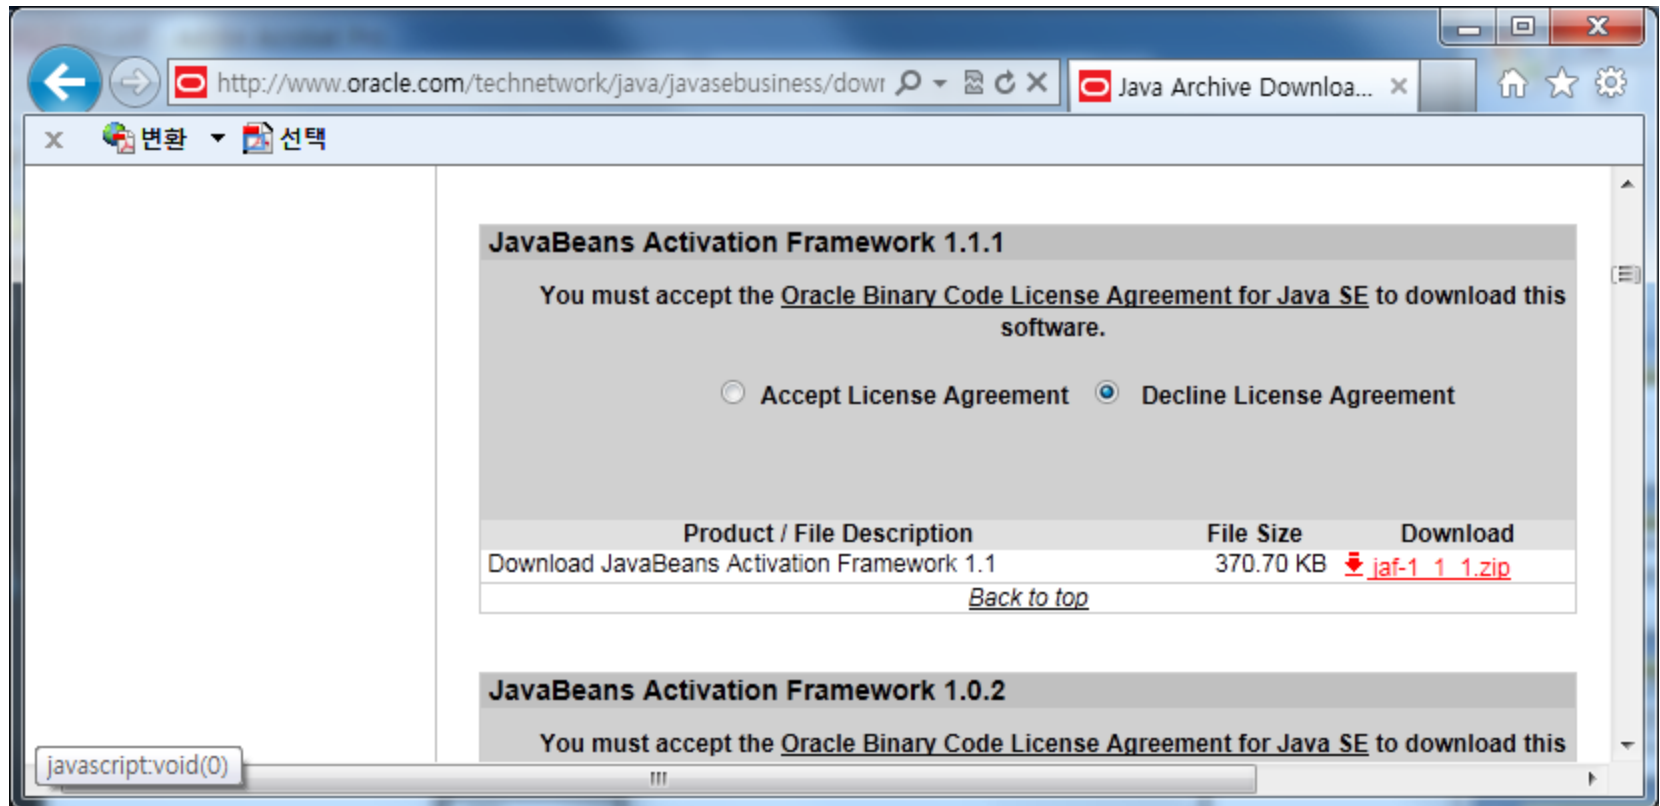 http://www.oracle.com/technetwork/java/javasebusiness/dowr
Java Archive Downloa...
변환
선택
JavaBeans Activation Framework 1.1.1
You must accept the Oracle Binary Code License Agreement for Java SE to download this
software.
Accept License Agreement Decline License Agreement
Product / File Description File Size Download
Download JavaBeans Activation Framework 1.1 370.70 KB jaf-1_1_1.zip
Back to top
JavaBeans Activation Framework 1.0.2
You must accept the Oracle Binary Code License Agreement for Java SE to download this
javascript:void(0)